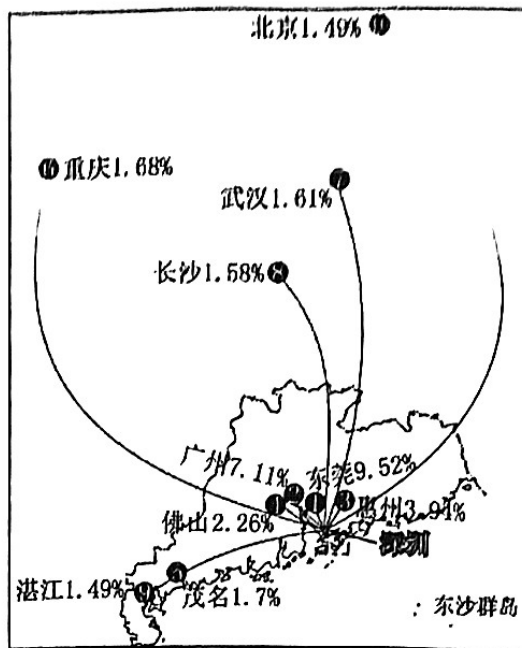 北京1.49%
重庆1.68%
武汉1.61%
长沙1.58%
8
广州7.11%
东莞9.52%
惠州3.94%
佛山2.26%
深圳
湛江1.49%
茂名1.7%
东沙群岛